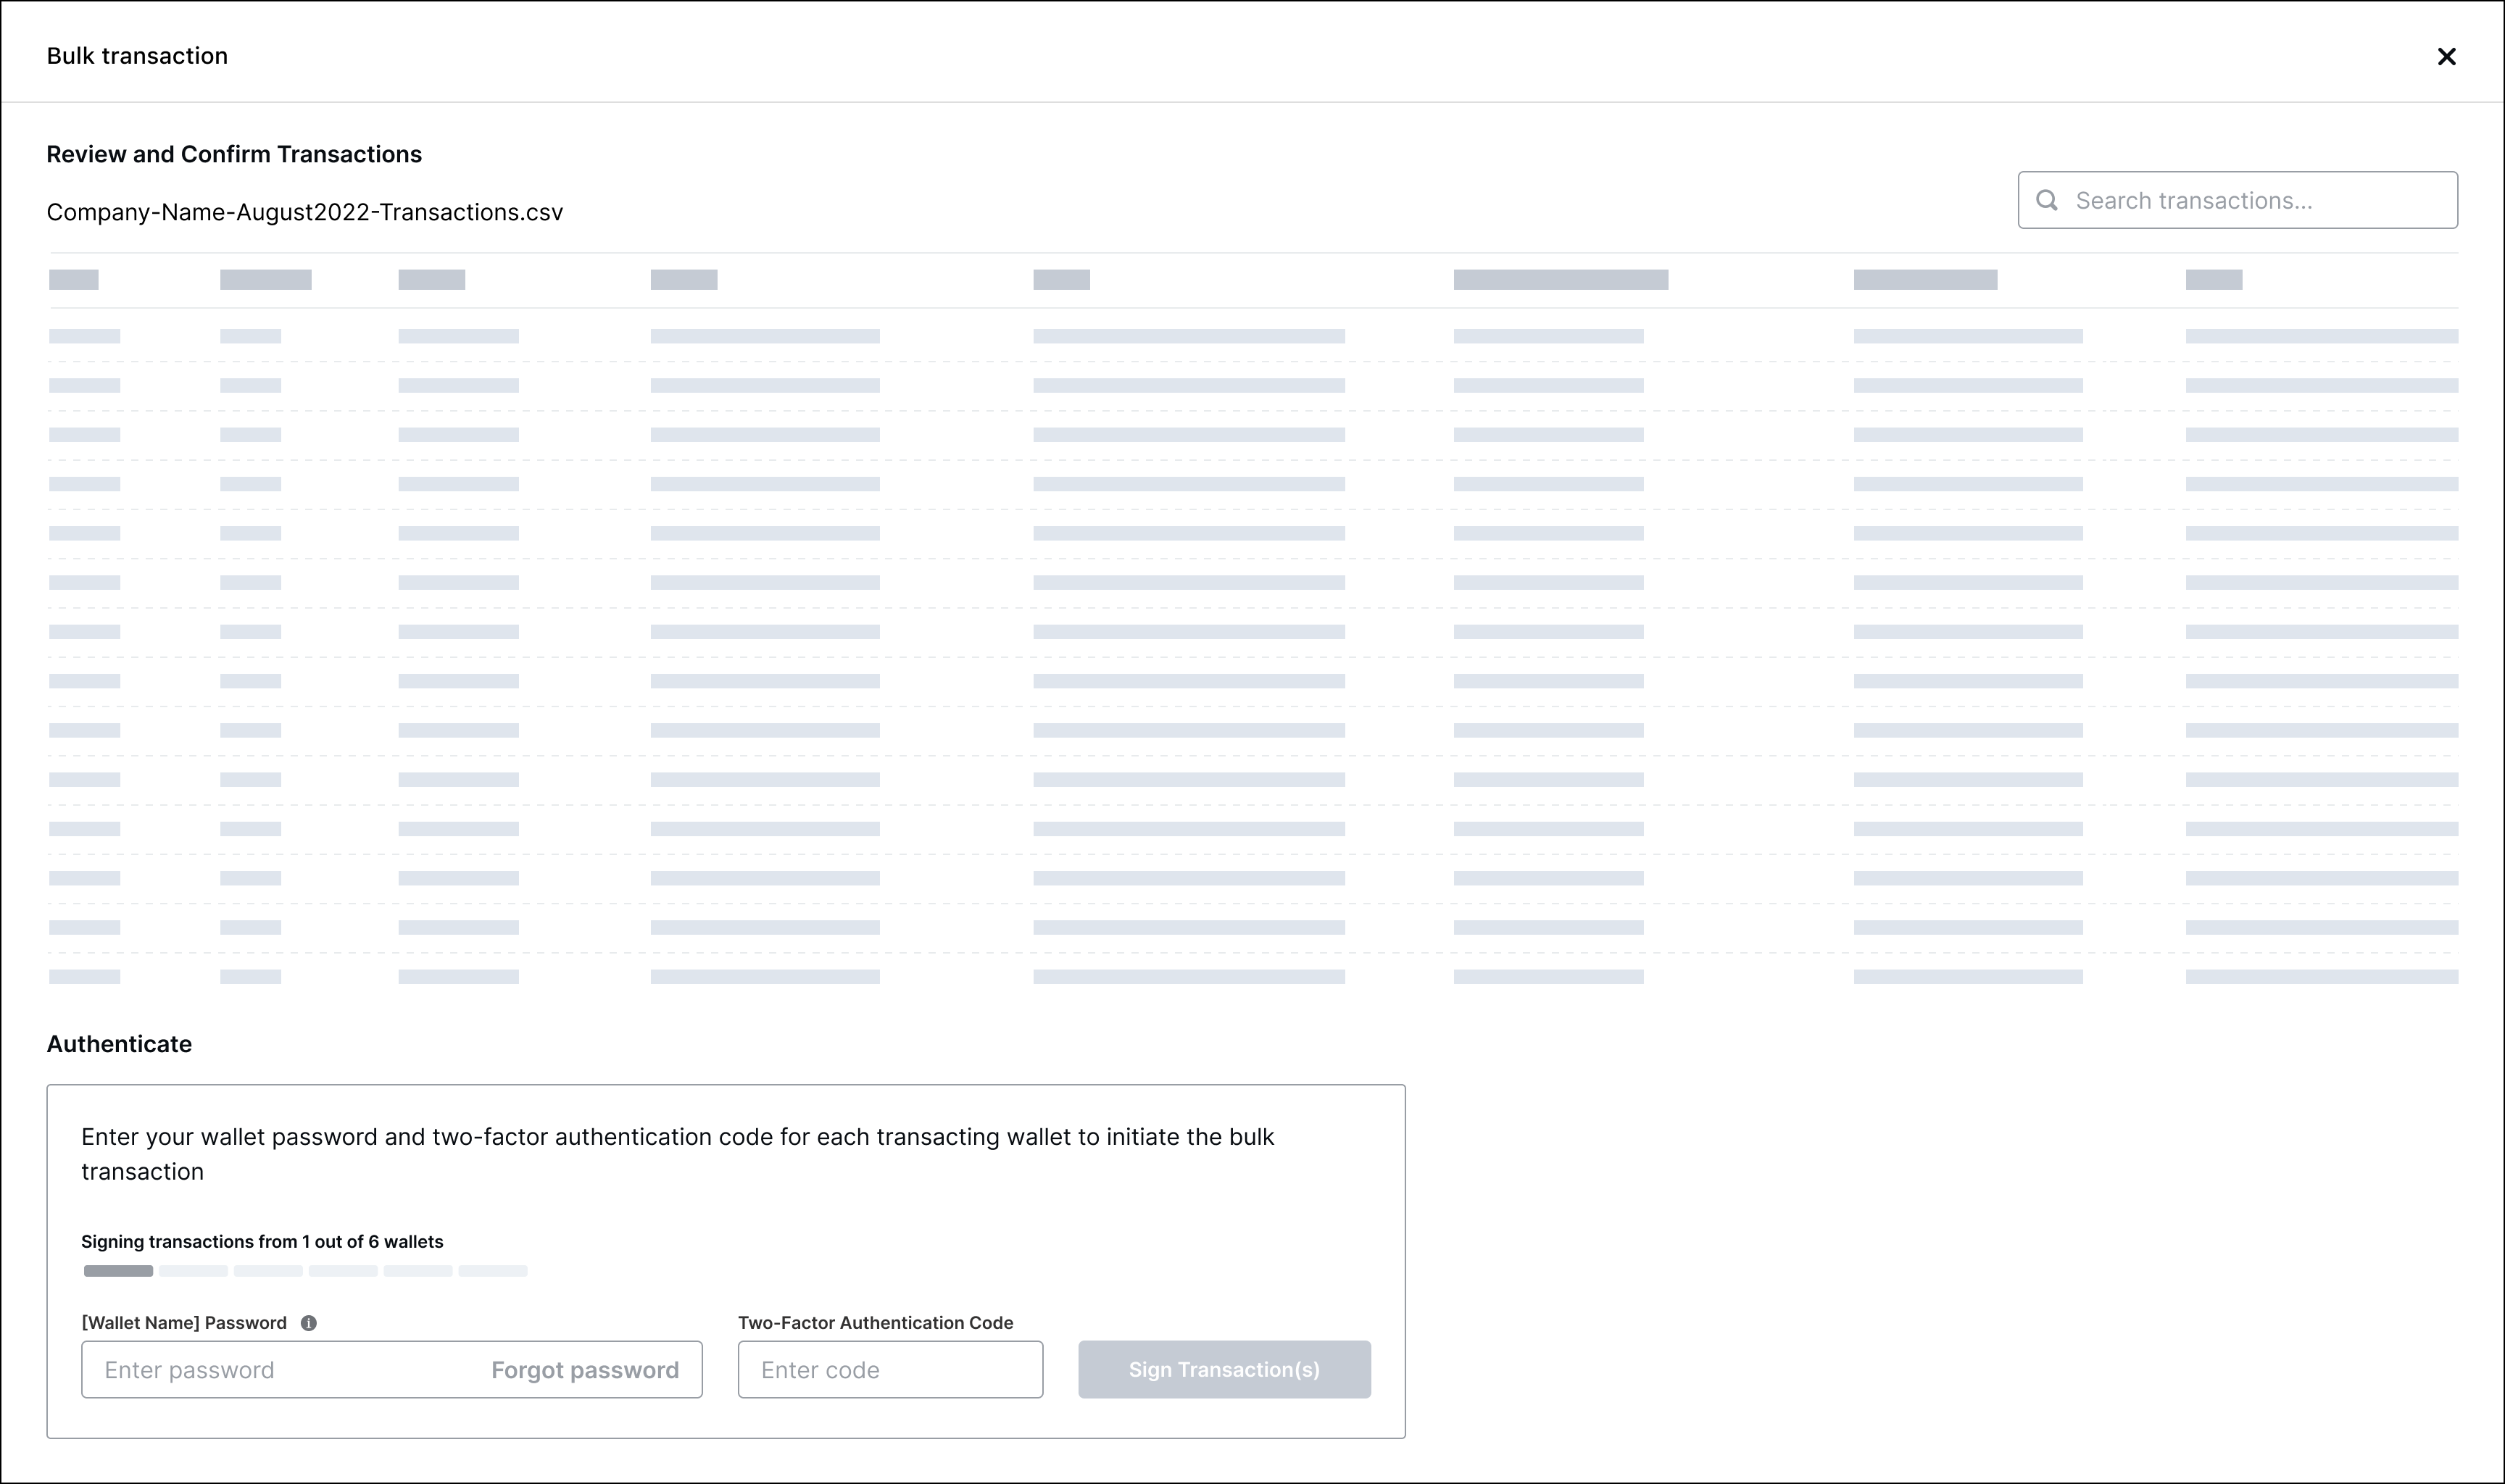 Bulk transaction
Review and Confirm Transactions
Company-Name-August2022-Transactions.csv
Search transactions...
Authenticate
Enter your wallet password and two-factor authentication code for each transacting wallet to initiate the bulk
transaction
Signing transactions from 1 out of 6 wallets
[Wallet Name] Password
Two-Factor Authentication Code
Enter password
Forgot password
Enter code
Sign Transaction(s)